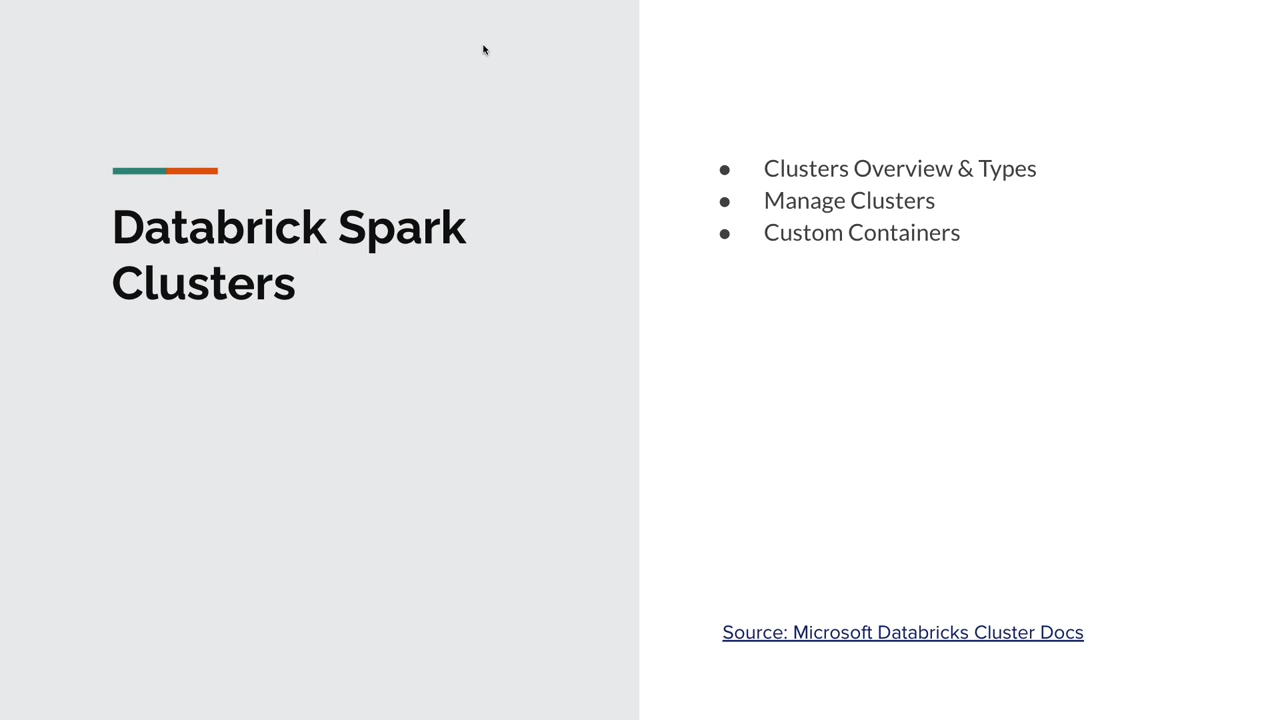 Databrick Spark
Clusters
● Clusters Overview & Types
● Manage Clusters
● Custom Containers
Source: Microsoft Databricks Cluster Docs